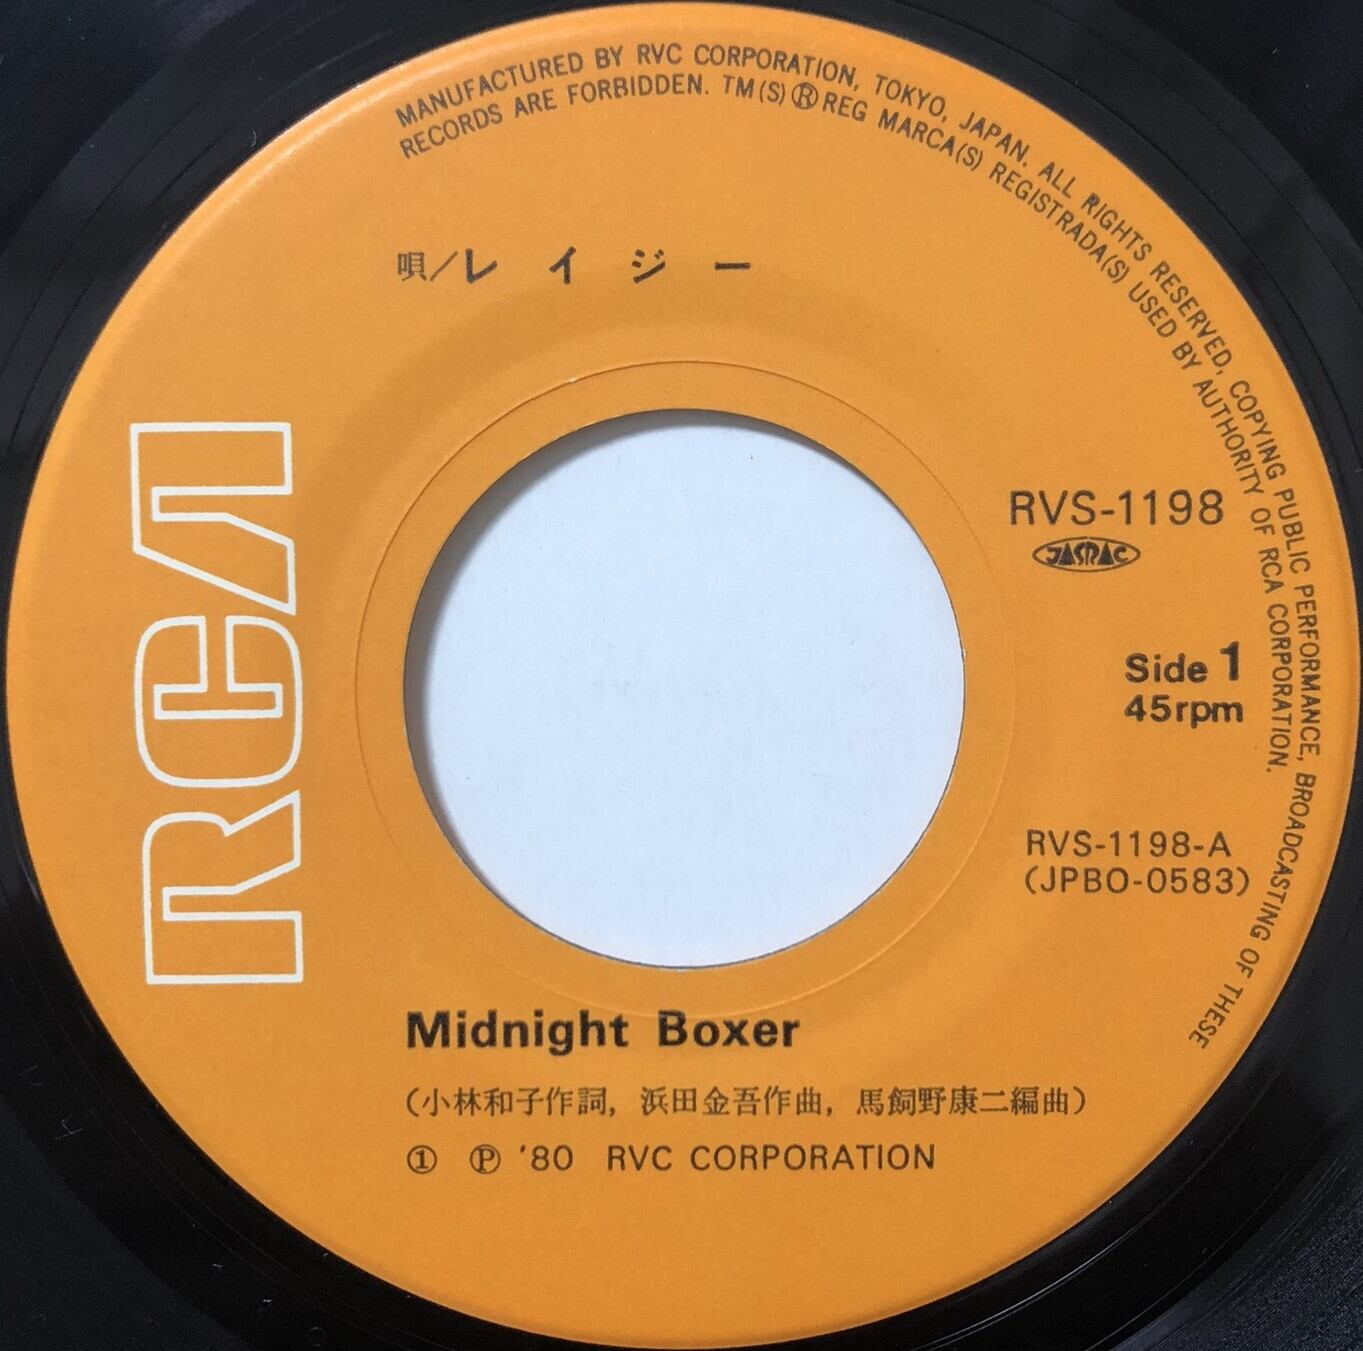 MANUFACTURED BY RVC CORPORATION, TOKYO, JAPAN. ALL RIGHTS RESERVED, COPYING PUBLIC PERFORMANCE, BROADCASTING OF THESE
RECORDS ARE FORBIDDEN. TM(S)®REG MARCA(S) REGISTRADA(S) USED BY AUTHORITY OF RCA CORPORATION.
唄/レイジー
RCA
RVS-1198
JASRAC
Side 1
45rpm
RVS-1198-A
(JPBO-0583)
Midnight Boxer
(小林和子作詞, 浜田金吾作曲, 馬飼野康二編曲)
① Ⓟ '80 RVC CORPORATION